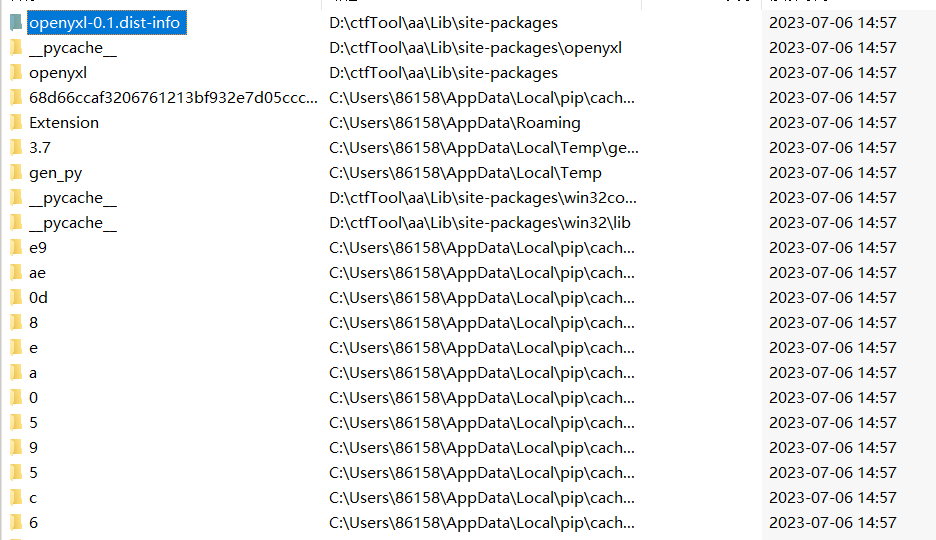 openyxl-0.1.dist-info D:\ctfTool\aa\Lib\site-packages 2023-07-06 14:57
__pycache__ D:\ctfTool\aa\Lib\site-packages\openyxl 2023-07-06 14:57
openyxl D:\ctfTool\aa\Lib\site-packages 2023-07-06 14:57
68d66ccaf3206761213bf932e7d05ccc... C:\Users\86158\AppData\Local\pip\cach... 2023-07-06 14:57
Extension C:\Users\86158\AppData\Roaming 2023-07-06 14:57
3.7 C:\Users\86158\AppData\Local\Temp\ge... 2023-07-06 14:57
gen_py C:\Users\86158\AppData\Local\Temp 2023-07-06 14:57
__pycache__ D:\ctfTool\aa\Lib\site-packages\win32co... 2023-07-06 14:57
__pycache__ D:\ctfTool\aa\Lib\site-packages\win32\lib 2023-07-06 14:57
e9 C:\Users\86158\AppData\Local\pip\cach... 2023-07-06 14:57
ae C:\Users\86158\AppData\Local\pip\cach... 2023-07-06 14:57
0d C:\Users\86158\AppData\Local\pip\cach... 2023-07-06 14:57
8 C:\Users\86158\AppData\Local\pip\cach... 2023-07-06 14:57
e C:\Users\86158\AppData\Local\pip\cach... 2023-07-06 14:57
a C:\Users\86158\AppData\Local\pip\cach... 2023-07-06 14:57
0 C:\Users\86158\AppData\Local\pip\cach... 2023-07-06 14:57
5 C:\Users\86158\AppData\Local\pip\cach... 2023-07-06 14:57
9 C:\Users\86158\AppData\Local\pip\cach... 2023-07-06 14:57
5 C:\Users\86158\AppData\Local\pip\cach... 2023-07-06 14:57
c C:\Users\86158\AppData\Local\pip\cach... 2023-07-06 14:57
6 C:\Users\86158\AppData\Local\pip\cach... 2023-07-06 14:57